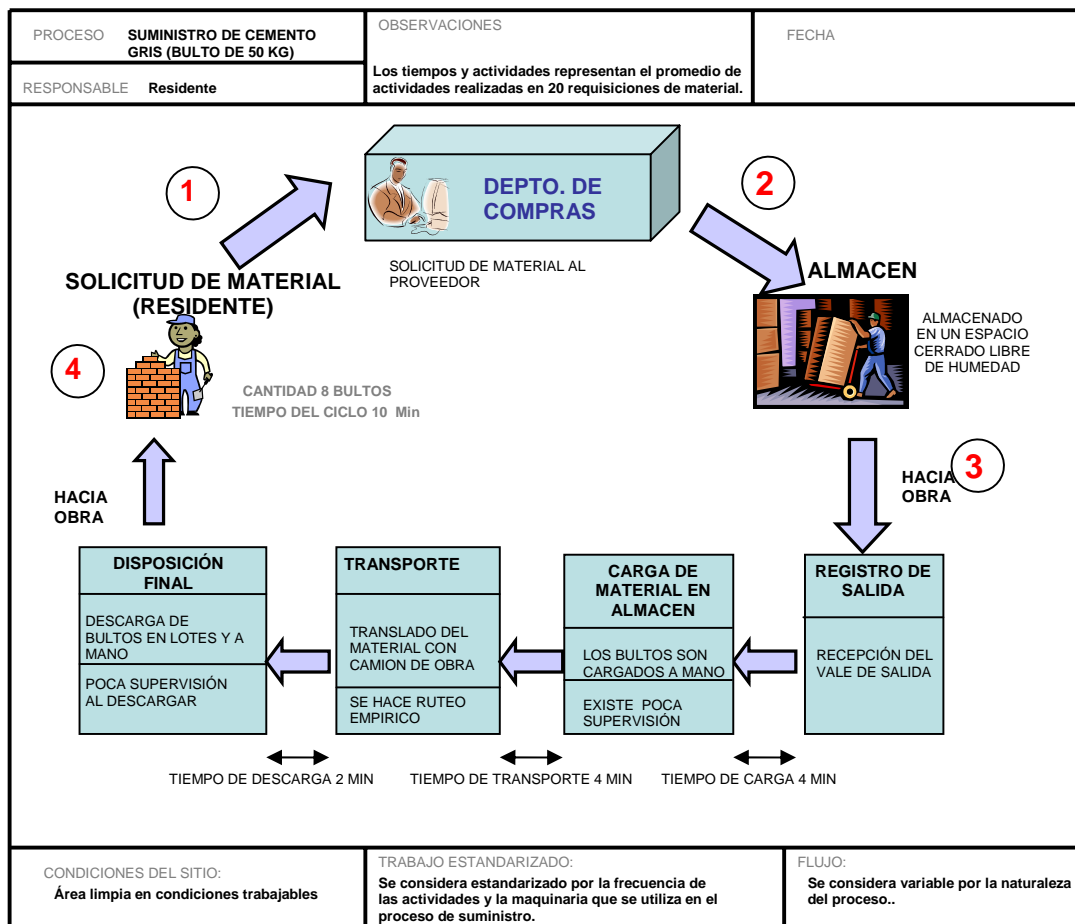 PROCESO SUMINISTRO DE CEMENTO
GRIS (BULTO DE 50 KG)
RESPONSABLE Residente
OBSERVACIONES
Los tiempos y actividades representan el promedio de
actividades realizadas en 20 requisiciones de material.
FECHA
1
DEPTO. DE
COMPRAS
2
SOLICITUD DE MATERIAL AL
PROVEEDOR
SOLICITUD DE MATERIAL
(RESIDENTE)
ALMACEN
ALMACENADO
EN UN ESPACIO
CERRADO LIBRE
DE HUMEDAD
4
CANTIDAD 8 BULTOS
TIEMPO DEL CICLO 10 Min
HACIA
OBRA
3
HACIA
OBRA
DISPOSICIÓN
FINAL
DESCARGA DE
BULTOS EN LOTES Y A
MANO
POCA SUPERVISIÓN
AL DESCARGAR
TRANSPORTE
TRANSLADO DEL
MATERIAL CON
CAMION DE OBRA
SE HACE RUTEO
EMPIRICO
CARGA DE
MATERIAL EN
ALMACEN
LOS BULTOS SON
CARGADOS A MANO
EXISTE POCA
SUPERVISIÓN
REGISTRO DE
SALIDA
RECEPCIÓN DEL
VALE DE SALIDA
TIEMPO DE DESCARGA 2 MIN
TIEMPO DE TRANSPORTE 4 MIN
TIEMPO DE CARGA 4 MIN
CONDICIONES DEL SITIO:
Área limpia en condiciones trabajables
TRABAJO ESTANDARIZADO:
Se considera estandarizado por la frecuencia de
las actividades y la maquinaria que se utiliza en el
proceso de suministro.
FLUJO:
Se considera variable por la naturaleza
del proceso..